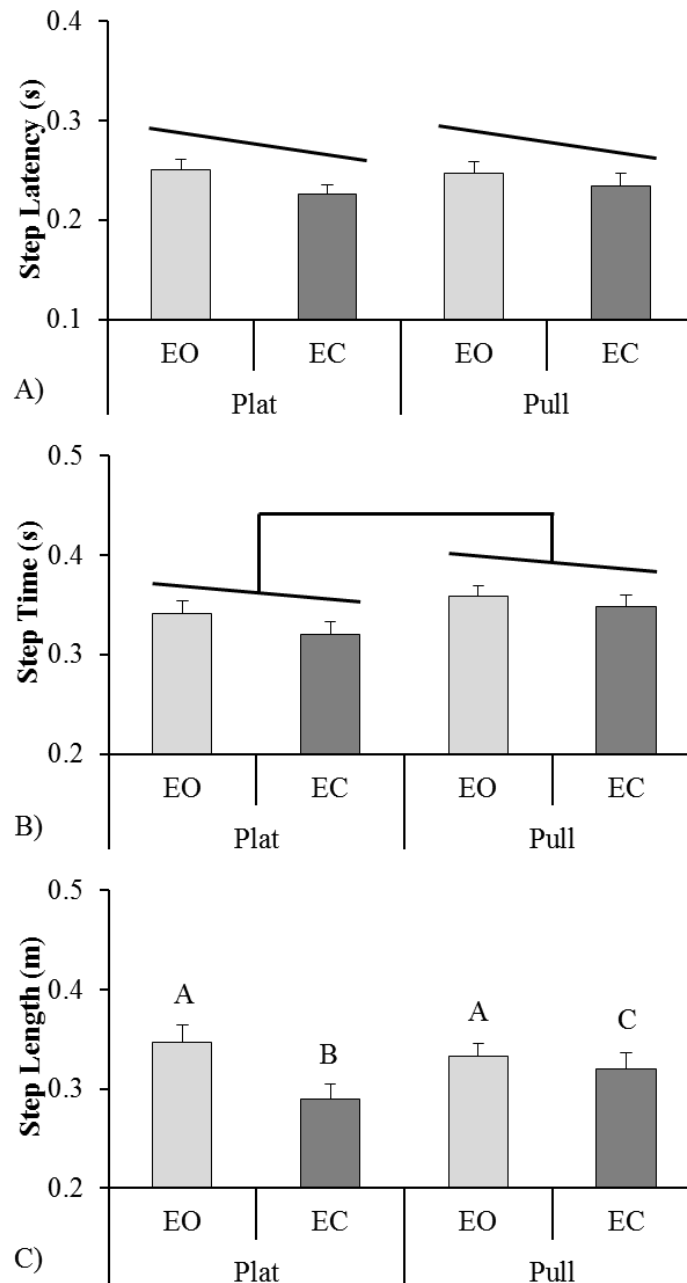 0.4
0.3
0.2
0.1
Step Latency (s)
EO EC EO EC
Plat Pull
A)
0.5
0.4
0.3
0.2
Step Time (s)
EO EC EO EC
Plat Pull
B)
0.5
0.4
0.3
0.2
Step Length (m)
A B A C
EO EC EO EC
Plat Pull
C)